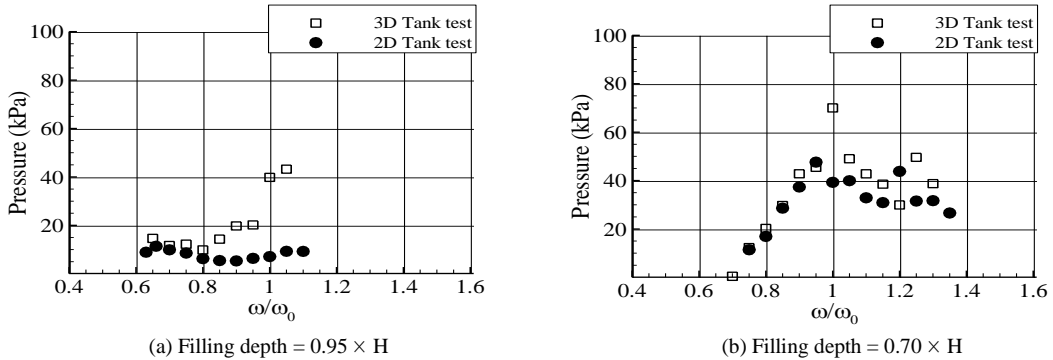 3D Tank test
2D Tank test
100
80
60
40
20
Pressure (kPa)
0.4 0.6 0.8 1 1.2 1.4 1.6
ω/ω0
(a) Filling depth = 0.95 × H
3D Tank test
2D Tank test
100
80
60
40
20
Pressure (kPa)
0.4 0.6 0.8 1 1.2 1.4 1.6
ω/ω0
(b) Filling depth = 0.70 × H